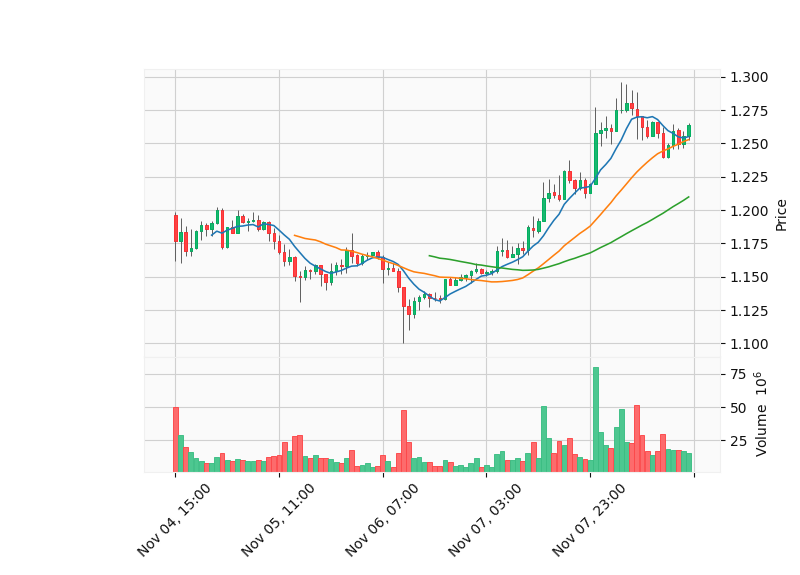 1.300
1.275
1.250
1.225
1.200
1.175
1.150
1.125
1.100
Price
75
50
25
Volume 10⁶
Nov 04, 15:00
Nov 05, 11:00
Nov 06, 07:00
Nov 07, 03:00
Nov 07, 23:00